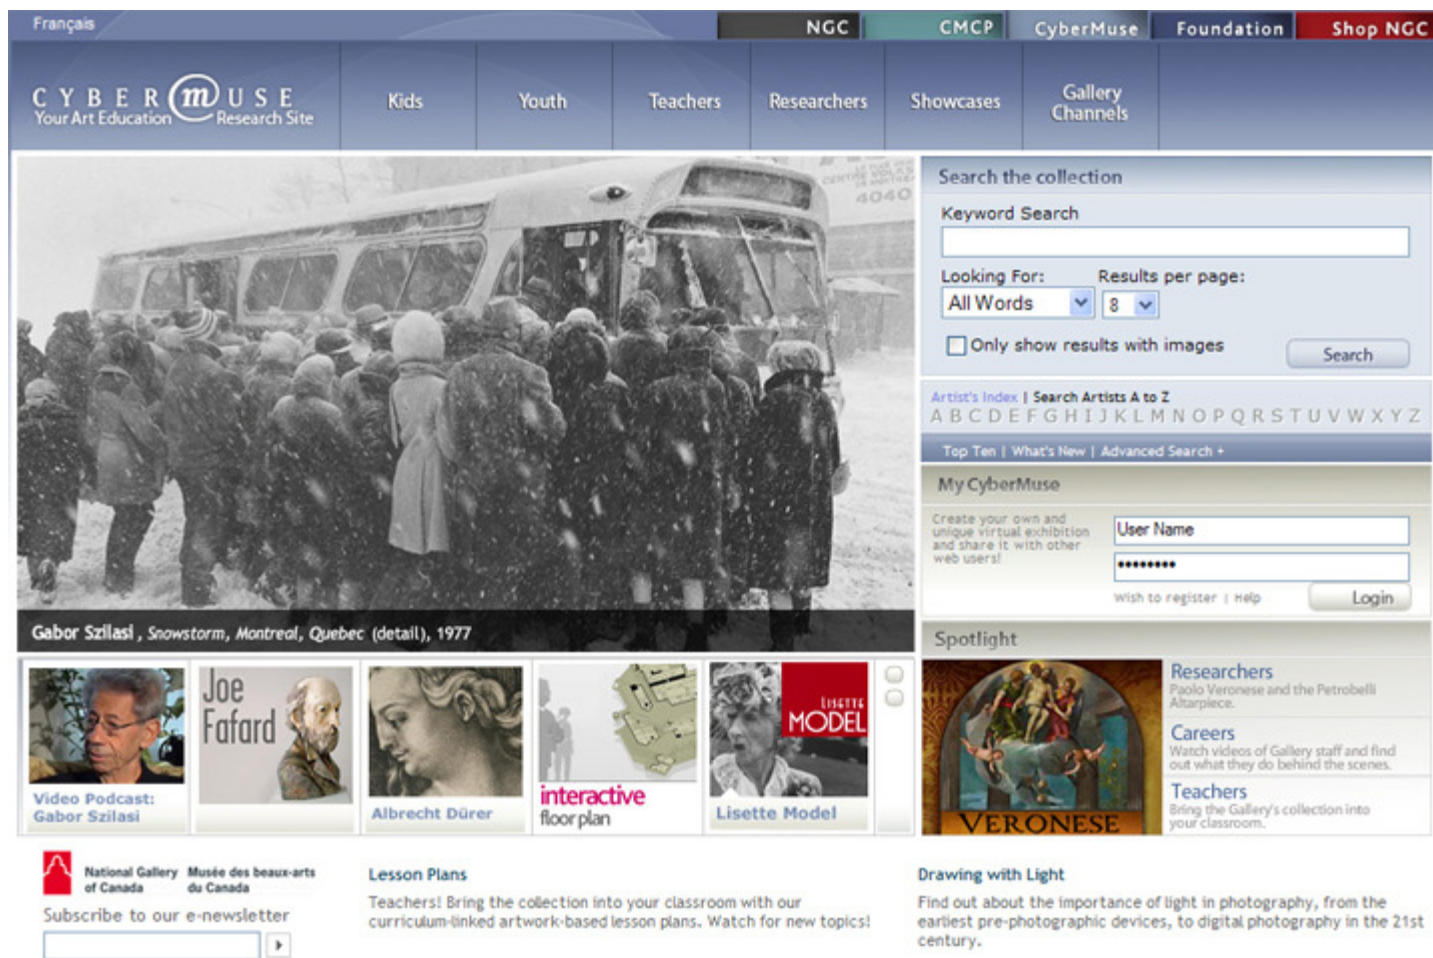 Français
NGC
CMCP
CyberMuse
Foundation
Shop NGC
CYBERmUSE
Your Art Education Research Site
Kids
Youth
Teachers
Researchers
Showcases
Gallery
Channels
4040
Gabor Szilasi , Snowstorm, Montreal, Quebec (detail), 1977
Search the collection
Keyword Search
Looking For: Results per page:
All Words 8
Only show results with images
Search
Artist's Index | Search Artists A to Z
A B C D E F G H I J K L M N O P Q R S T U V W X Y Z
Top Ten | What's New | Advanced Search +
My CyberMuse
Create your own and
unique virtual exhibition
and share it with other
web users!
User Name
••••••••
Wish to register | Help
Login
Spotlight
VERONESE
Researchers
Paolo Veronese and the Petrobelli
Altarpiece.
Careers
Watch videos of Gallery staff and find
out what they do behind the scenes.
Teachers
Bring the Gallery's collection into
your classroom.
Video Podcast:
Gabor Szilasi
Joe
Fafard
Albrecht Dürer
interactive
floor plan
LISETTE
MODEL
Lisette Model
National Gallery Musée des beaux-arts
of Canada du Canada
Subscribe to our e-newsletter
Lesson Plans
Teachers! Bring the collection into your classroom with our
curriculum-linked artwork-based lesson plans. Watch for new topics!
Drawing with Light
Find out about the importance of light in photography, from the
earliest pre-photographic devices, to digital photography in the 21st
century.